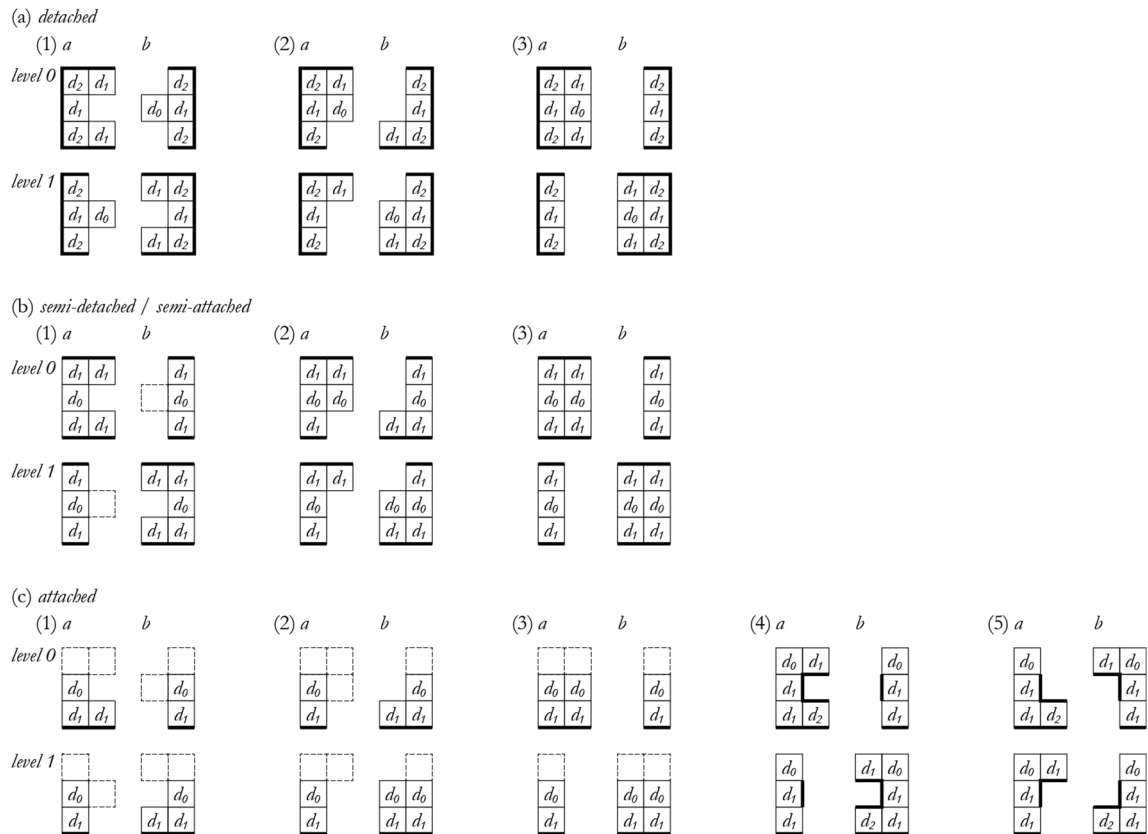 (a) detached
(1) a b (2) a b (3) a b
level 0 d₂ d₁ d₂ d₂ d₁ d₂ d₂ d₁ d₂
d₁ d₀ d₁ d₁ d₀ d₁ d₁ d₀ d₁
d₂ d₁ d₂ d₂ d₁ d₂ d₂ d₁ d₂
level 1 d₂ d₁ d₂ d₂ d₁ d₂ d₂ d₁ d₂
d₁ d₀ d₁ d₁ d₀ d₁ d₁ d₀ d₁
d₂ d₁ d₂ d₂ d₁ d₂ d₂ d₁ d₂
(b) semi-detached / semi-attached
(1) a b (2) a b (3) a b
level 0 d₁ d₁ d₁ d₁ d₁ d₁ d₁ d₁ d₁
d₀ d₀ d₀ d₀ d₀ d₀ d₀ d₀
d₁ d₁ d₁ d₁ d₁ d₁ d₁ d₁ d₁
level 1 d₁ d₁ d₁ d₁ d₁ d₁ d₁ d₁ d₁
d₀ d₀ d₀ d₀ d₀ d₀ d₀ d₀
d₁ d₁ d₁ d₁ d₁ d₁ d₁ d₁ d₁
(c) attached
(1) a b (2) a b (3) a b (4) a b (5) a b
level 0 d₀ d₁ d₀ d₀ d₁ d₀
d₀ d₀ d₀ d₀ d₀ d₀ d₀ d₁ d₁ d₁ d₁
d₁ d₁ d₁ d₁ d₁ d₁ d₁ d₁ d₁ d₁ d₂ d₁ d₁ d₂ d₁
level 1 d₀ d₁ d₀ d₀ d₁ d₀
d₀ d₀ d₀ d₀ d₀ d₀ d₀ d₀ d₁ d₁ d₁ d₁
d₁ d₁ d₁ d₁ d₁ d₁ d₁ d₁ d₁ d₁ d₂ d₁ d₁ d₂ d₁